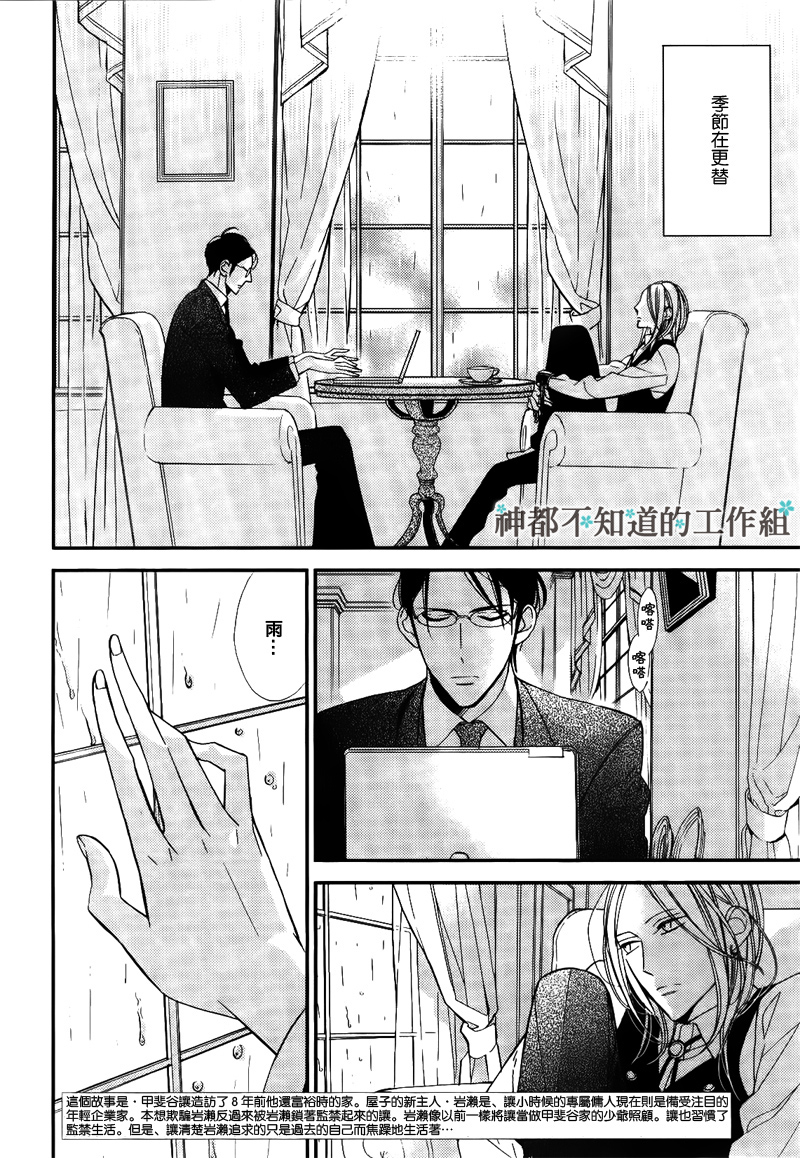 季節在更替
神都不知道的工作組
喀嗒
喀嗒
雨…
這個故事是，甲斐谷讓造訪了8年前他還富裕時的家。屋子的新主人，岩瀨是、讓小時候的專屬傭人現在則是備受注目的
年輕企業家。本想欺騙岩瀨反過來被岩瀨鎖著監禁起來的讓。岩瀨像以前一樣將讓當做甲斐谷家的少爺照顧。讓也習慣了
監禁生活。但是、讓清楚岩瀨追求的只是過去的自己而焦躁地生活著…